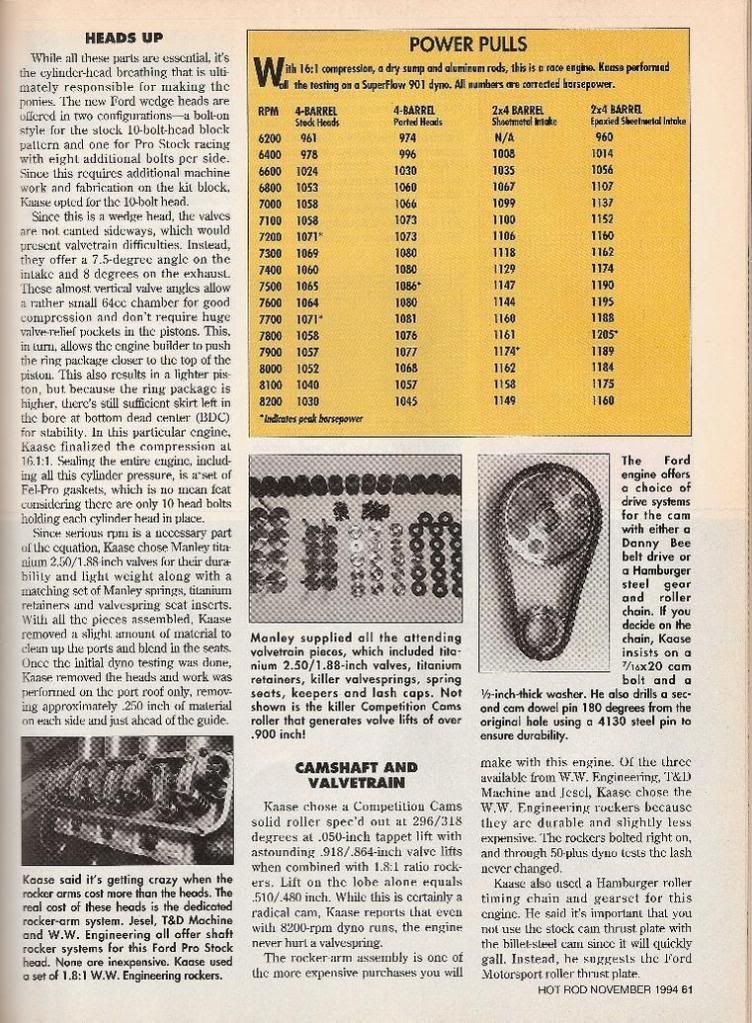 HEADS UP
While all these parts are essential, it's
the cylinder-head breathing that is ulti-
mately responsible for making the
ponies. The new Ford wedge heads are
offered in two configurations—a bolt-on
style for the stock 10-bolt-head block
pattern and one for Pro Stock racing
with eight additional bolts per side.
Since this requires additional machine
work and fabrication on the kit block,
Kaase opted for the 10-bolt head.
Since this is a wedge head, the valves
are not canted sideways, which would
present valvetrain difficulties. Instead,
they offer a 7.5-degree angle on the
intake and 8 degrees on the exhaust.
These almost vertical valve angles allow
a rather small 64cc chamber for good
compression and don't require huge
valve-relief pockets in the pistons. This,
in turn, allows the engine builder to push
the ring package closer to the top of the
piston. This also results in a lighter pis-
ton, but because the ring package is
higher, there's still sufficient skirt left in
the bore at bottom dead center (BDC)
for stability. In this particular engine,
Kaase finalized the compression at
16.1:1. Sealing the entire engine, includ-
ing all this cylinder pressure, is a set of
Fel-Pro gaskets, which is no mean feat
considering there are only 10 head bolts
holding each cylinder head in place.
Since serious rpm is a necessary part
of the equation, Kaase chose Manley tita-
nium 2.50/1.88-inch valves for their dura-
bility and light weight along with a
matching set of Manley springs, titanium
retainers and valvespring seat inserts.
With all the pieces assembled, Kaase
removed a slight amount of material to
clean up the ports and blend in the seats.
Once the initial dyno testing was done,
Kaase removed the heads and work was
performed on the port roof only, remov-
ing approximately .250 inch of material
on each side and just ahead of the guide.
Kaase said it's getting crazy when the
rocker arms cost more than the heads. The
real cost of these heads is the dedicated
rocker-arm system. Jesel, T&D Machine
and W.W. Engineering all offer shaft
rocker systems for this Ford Pro Stock
head. None are inexpensive. Kaase used
a set of 1.8:1 W.W. Engineering rockers.
POWER PULLS
With 16:1 compression, a dry sump and aluminum rods, this is a race engine. Kaase performed
all the testing on a SuperFlow 901 dyno. All numbers are corrected horsepower.
RPM 4-BARREL 4-BARREL 2x4 BARREL 2x4 BARREL
Stock Heads Ported Heads Sheetmetal Intake Epoxied Sheetmetal Intake
6200 961 974 N/A 960
6400 978 996 1008 1014
6600 1024 1030 1035 1056
6800 1053 1060 1067 1107
7000 1058 1066 1099 1137
7100 1058 1073 1100 1152
7200 1071* 1073 1106 1160
7300 1069 1080 1118 1162
7400 1060 1080 1129 1174
7500 1065 1086* 1147 1190
7600 1064 1080 1144 1195
7700 1071* 1081 1160 1188
7800 1058 1076 1161 1205*
7900 1057 1077 1174* 1189
8000 1052 1068 1162 1184
8100 1040 1057 1158 1175
8200 1030 1045 1149 1160
*Indicates peak horsepower
Manley supplied all the attending
valvetrain pieces, which included tita-
nium 2.50/1.88-inch valves, titanium
retainers, killer valvesprings, spring
seats, keepers and lash caps. Not
shown is the killer Competition Cams
roller that generates valve lifts of over
.900 inch!
The Ford
engine offers
a choice of
drive systems
for the cam
with either a
Danny Bee
belt drive or
a Hamburger
steel gear
and roller
chain. If you
decide on the
chain, Kaase
insists on a
7/16x20 cam
bolt and a
½-inch-thick washer. He also drills a sec-
ond cam dowel pin 180 degrees from the
original hole using a 4130 steel pin to
ensure durability.
CAMSHAFT AND
VALVETRAIN
Kaase chose a Competition Cams
solid roller spec'd out at 296/318
degrees at .050-inch tappet lift with
astounding .918/.864-inch valve lifts
when combined with 1.8:1 ratio rock-
ers. Lift on the lobe alone equals
.510/.480 inch. While this is certainly a
radical cam, Kaase reports that even
with 8200-rpm dyno runs, the engine
never hurt a valvespring.
The rocker-arm assembly is one of
the more expensive purchases you will
make with this engine. Of the three
available from W.W. Engineering, T&D
Machine and Jesel, Kaase chose the
W.W. Engineering rockers because
they are durable and slightly less
expensive. The rockers bolted right on,
and through 50-plus dyno tests the lash
never changed.
Kaase also used a Hamburger roller
timing chain and gearset for this
engine. He said it's important that you
not use the stock cam thrust plate with
the billet-steel cam since it will quickly
gall. Instead, he suggests the Ford
Motorsport roller thrust plate.
HOT ROD NOVEMBER 1994 61